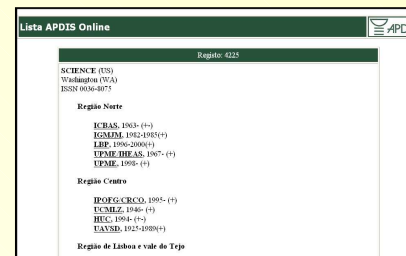 Lista APDIS Online
APD
Registo: 4225
SCIENCE (US)
Washington (WA)
ISSN 0036-8075
Região Norte
ICBAS, 1963- (+-)
IGMJM, 1982-1985(+)
LBP, 1996-2000(+)
UPME/IHEAS, 1967- (+)
UPME, 1998- (+)
Região Centro
IPOFG/CRCO, 1995- (+)
UCMLZ, 1946- (+)
HUC, 1994- (+-)
UAVSD, 1925-1989(+)
Região de Lisboa e vale do Tejo